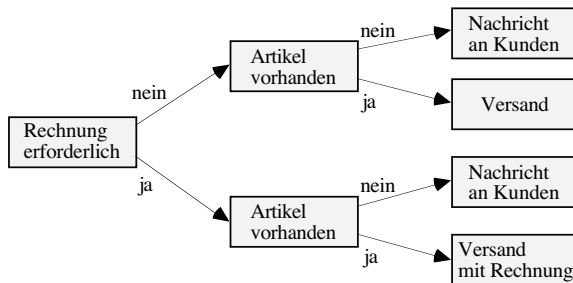 Rechnung
erforderlich
nein
ja
Artikel
vorhanden
nein
ja
Nachricht
an Kunden
Versand
Artikel
vorhanden
nein
ja
Nachricht
an Kunden
Versand
mit Rechnung